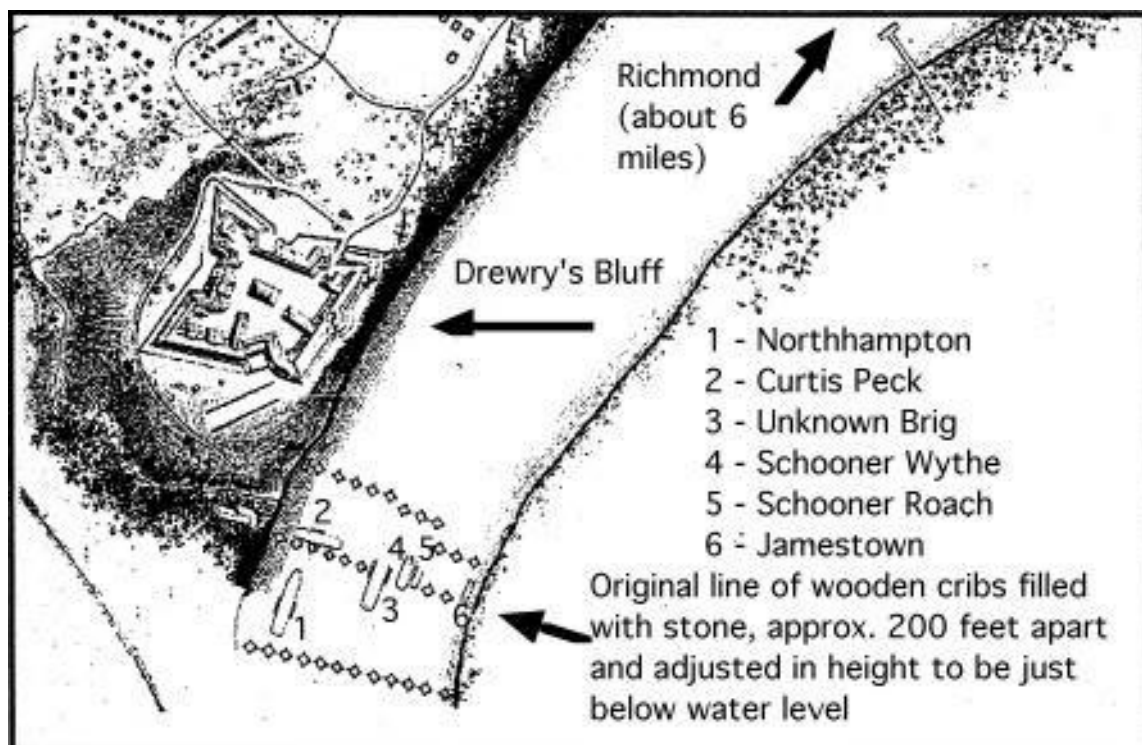 Richmond
(about 6
miles)
Drewry's Bluff
1 - Northhampton
2 - Curtis Peck
3 - Unknown Brig
4 - Schooner Wythe
5 - Schooner Roach
6 - Jamestown
2
4 5
3
6
1
Original line of wooden cribs filled
with stone, approx. 200 feet apart
and adjusted in height to be just
below water level